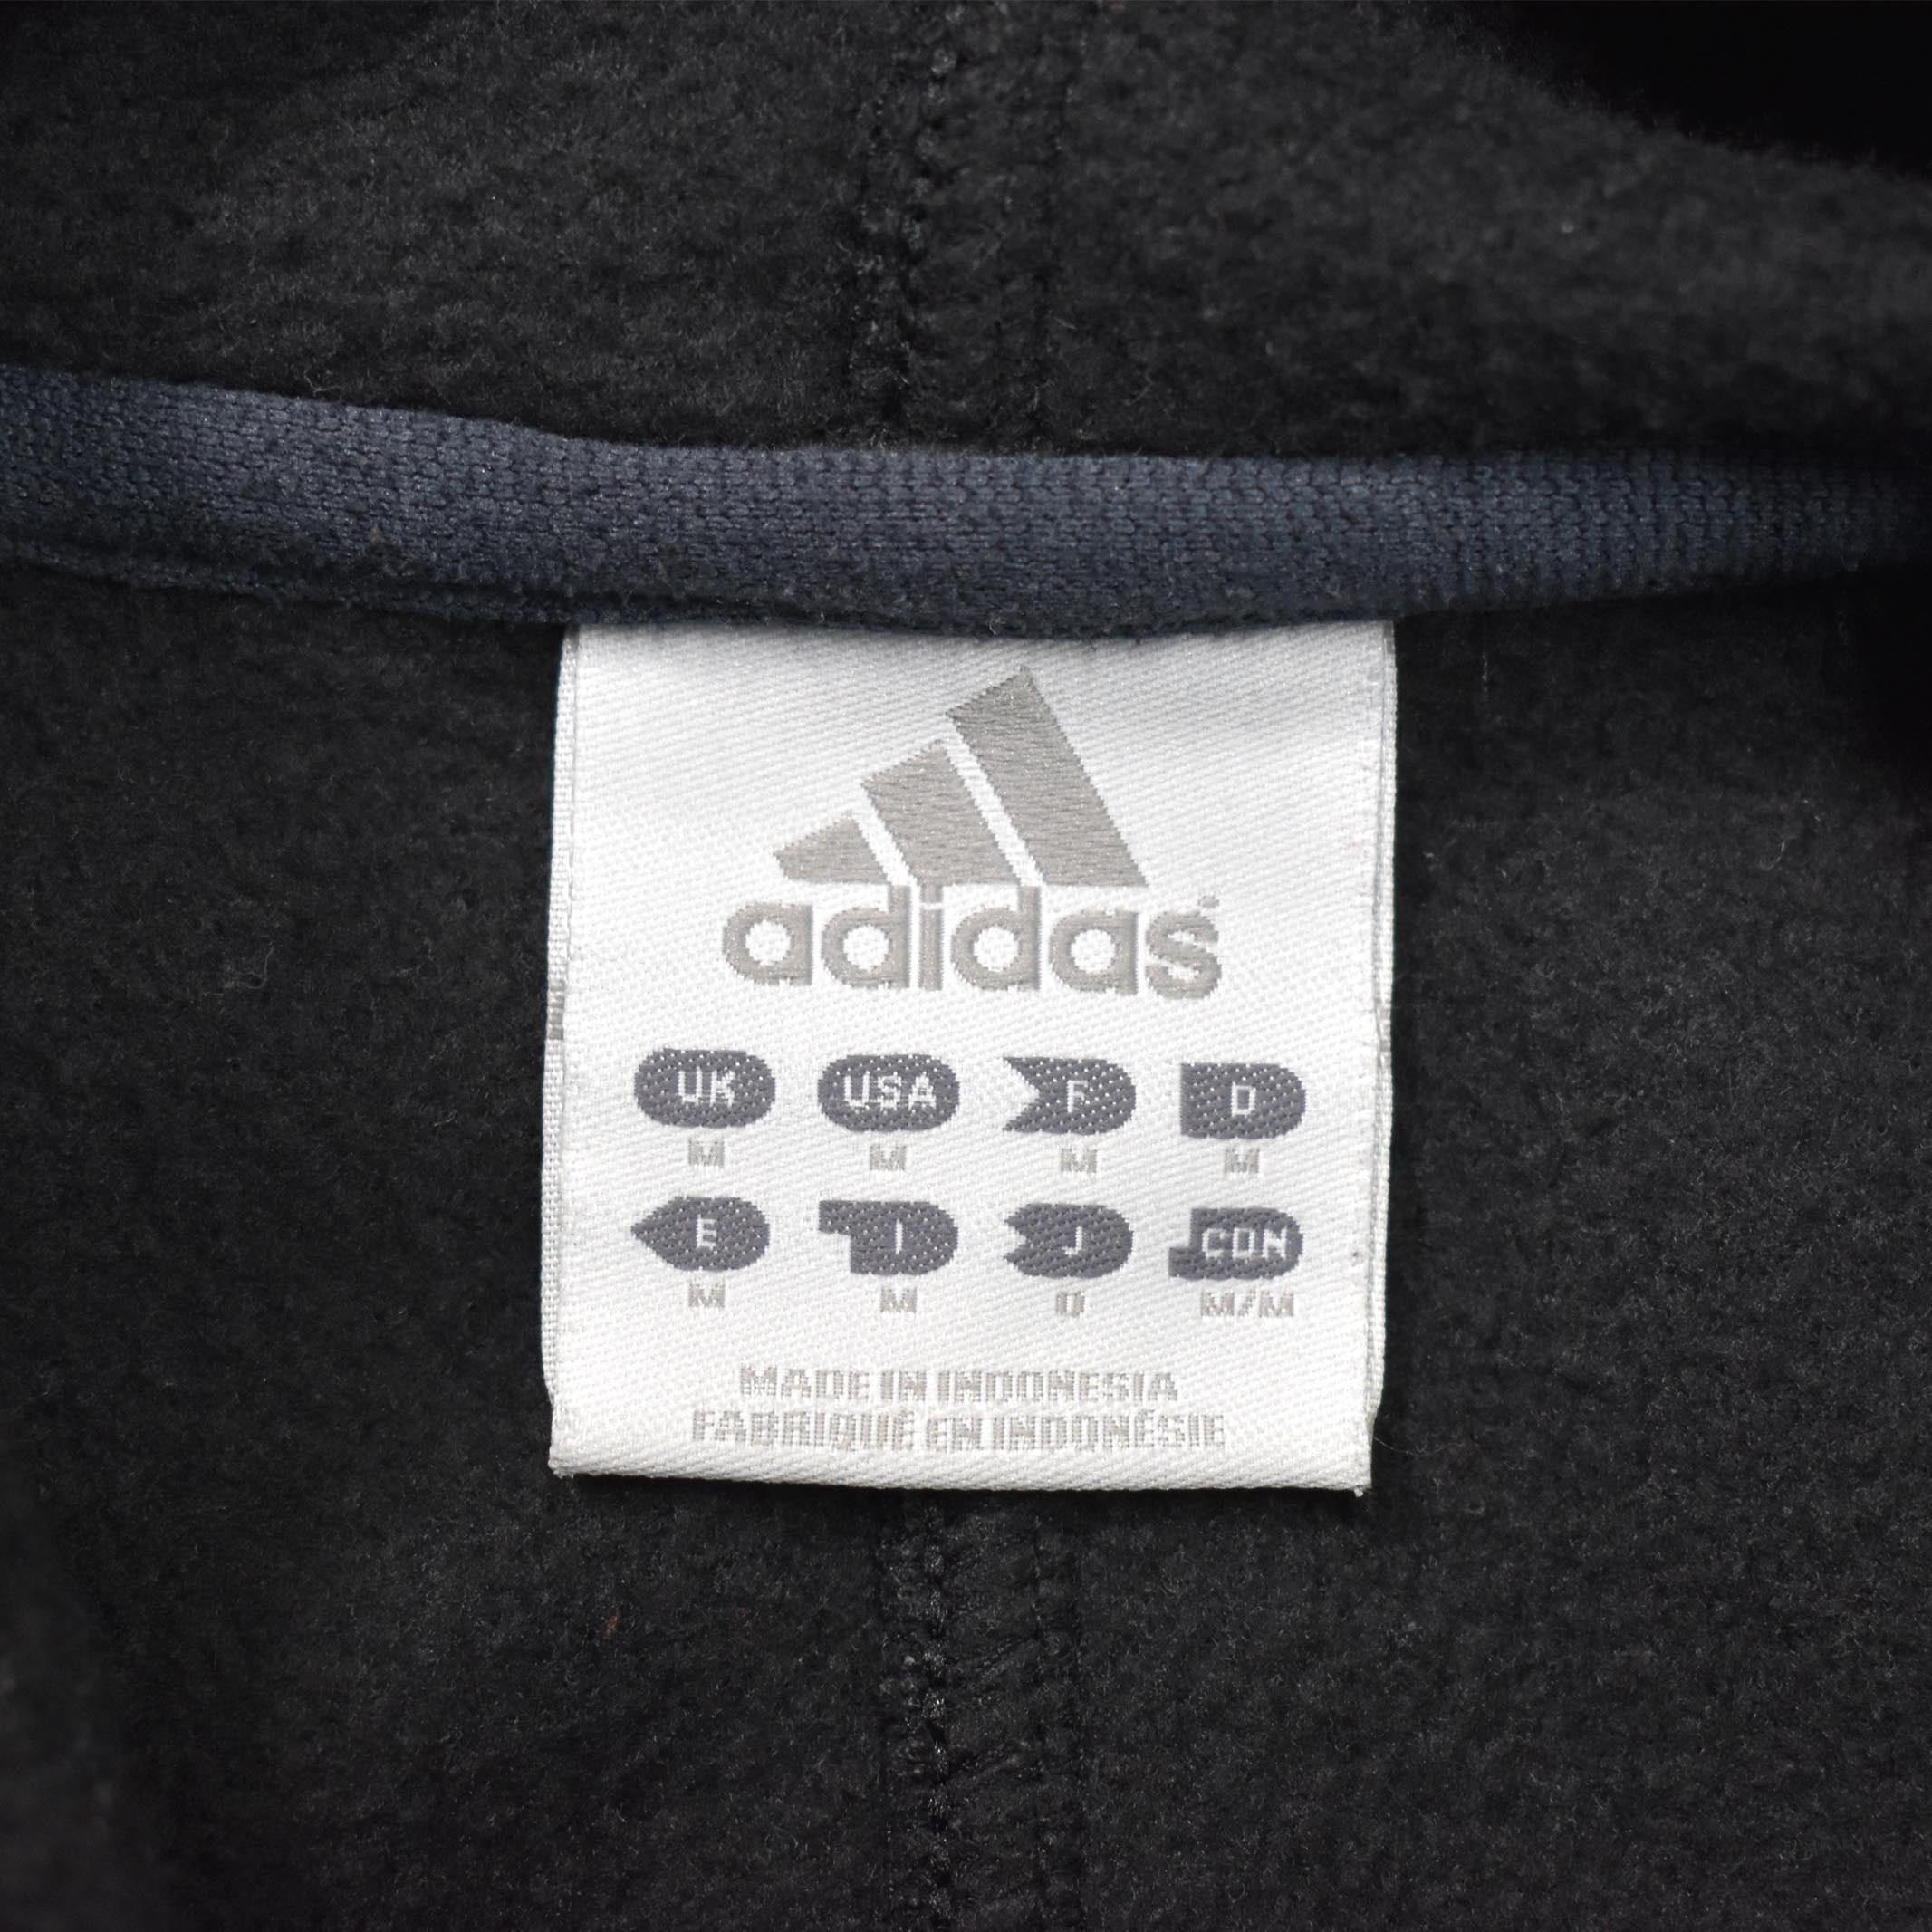 adidas
UK USA F D
M M M M
E I J CDN
M M O M/M
MADE IN INDONESIA
FABRIQUÉ EN INDONÉSIE